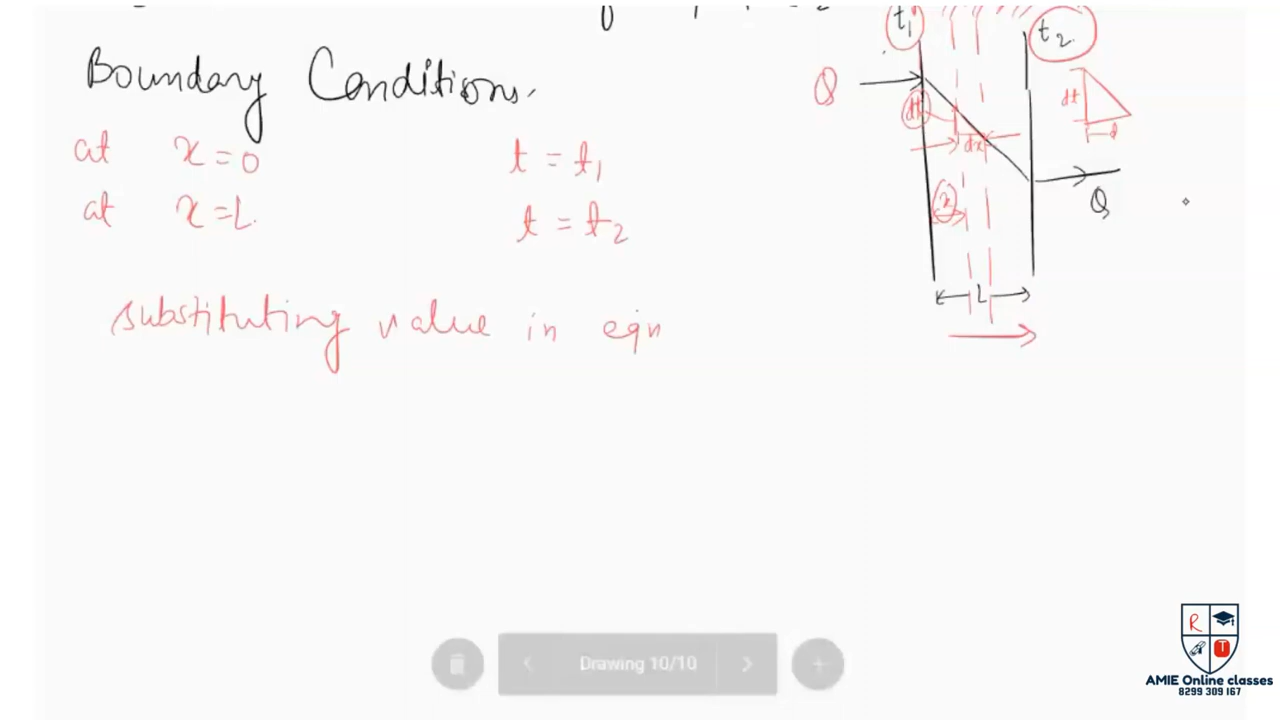 t1
t2
Boundary Conditions.
Q
dt
dt
at x = 0 t = t1
dx
d
at x = L t = t2
x
Q
substituting value in eqn
L
Drawing 10/10
R T
AMIE Online classes
8299 309 167